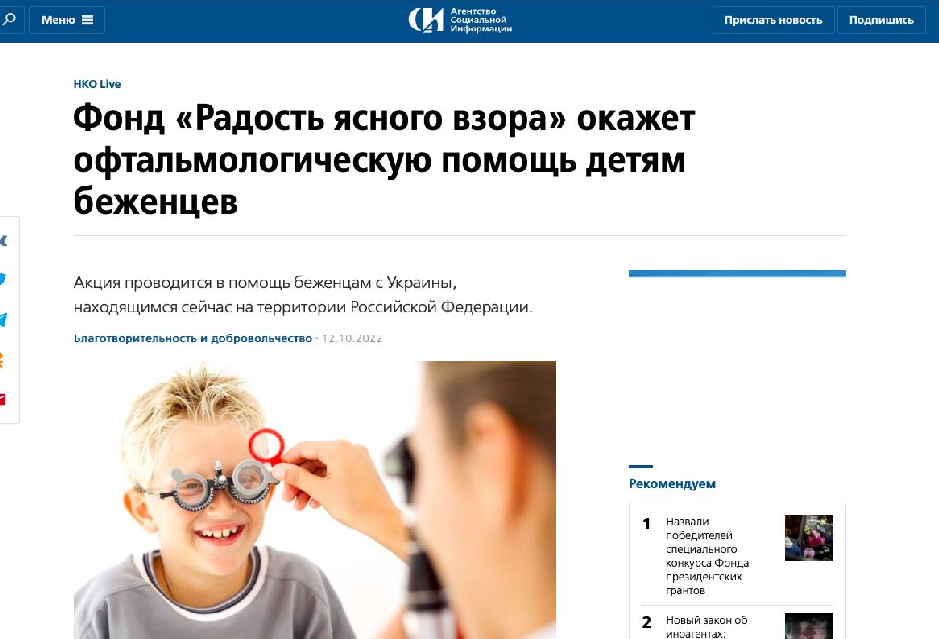 Меню
Агентство
Социальной
Информации
Прислать новость
Подпишись
НКО Live
Фонд «Радость ясного взора» окажет
офтальмологическую помощь детям
беженцев
Акция проводится в помощь беженцам с Украины,
находящимся сейчас на территории Российской Федерации.
Благотворительность и добровольчество · 12.10.2022
Рекомендуем
1 Назвали
победителей
специального
конкурса Фонда
президентских
грантов
2 Новый закон об
иноагентах: